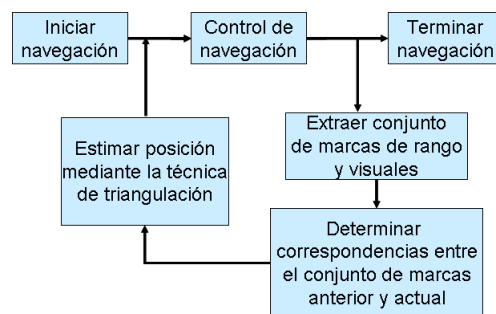 Iniciar
navegación
Control de
navegación
Terminar
navegación
Extraer conjunto
de marcas de rango
y visuales
Estimar posición
mediante la técnica
de triangulación
Determinar
correspondencias entre
el conjunto de marcas
anterior y actual